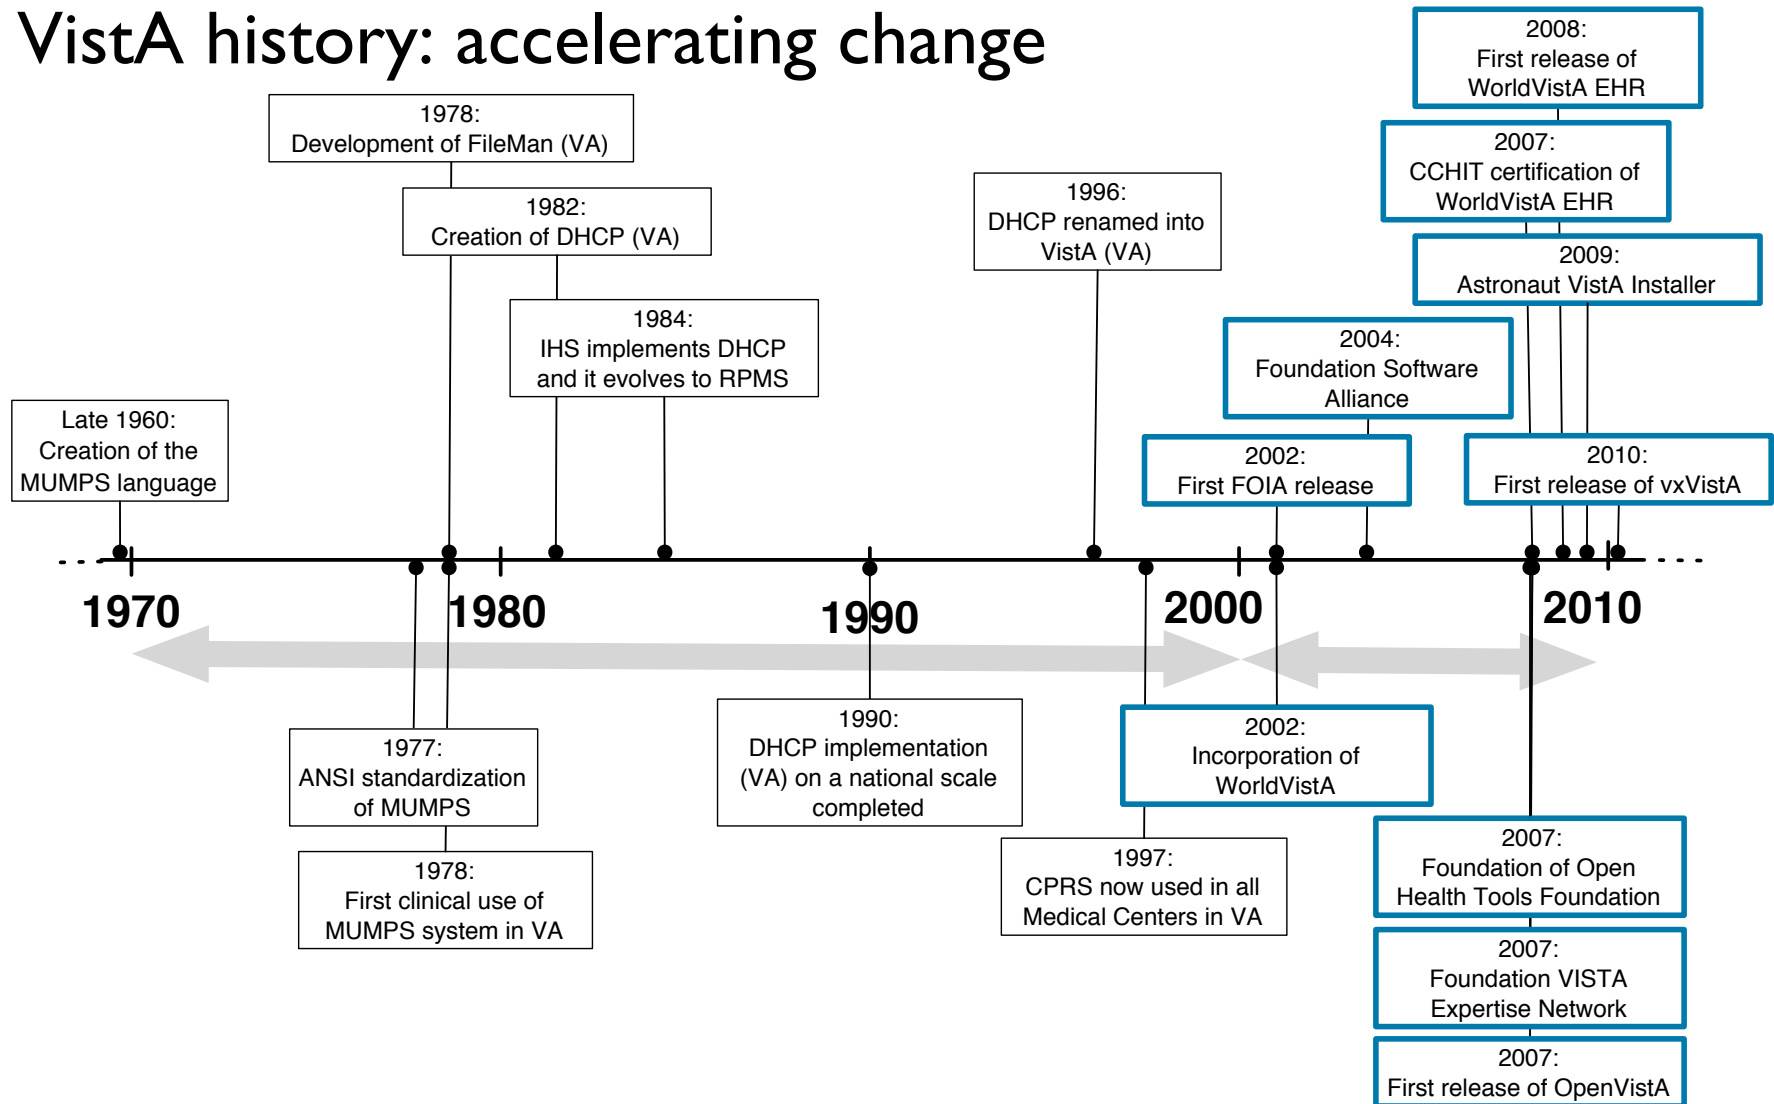 VistA history: accelerating change
2008:
First release of
WorldVistA EHR
1978:
Development of FileMan (VA)
2007:
CCHIT certification of
WorldVistA EHR
1982:
Creation of DHCP (VA)
1996:
DHCP renamed into
VistA (VA)
2009:
Astronaut VistA Installer
1984:
IHS implements DHCP
and it evolves to RPMS
2004:
Foundation Software
Alliance
Late 1960:
Creation of the
MUMPS language
2002:
First FOIA release
2010:
First release of vxVistA
1970
1980
1990
2000
2010
1977:
ANSI standardization
of MUMPS
1990:
DHCP implementation
(VA) on a national scale
completed
2002:
Incorporation of
WorldVistA
1978:
First clinical use of
MUMPS system in VA
1997:
CPRS now used in all
Medical Centers in VA
2007:
Foundation of Open
Health Tools Foundation
2007:
Foundation VISTA
Expertise Network
2007:
First release of OpenVistA